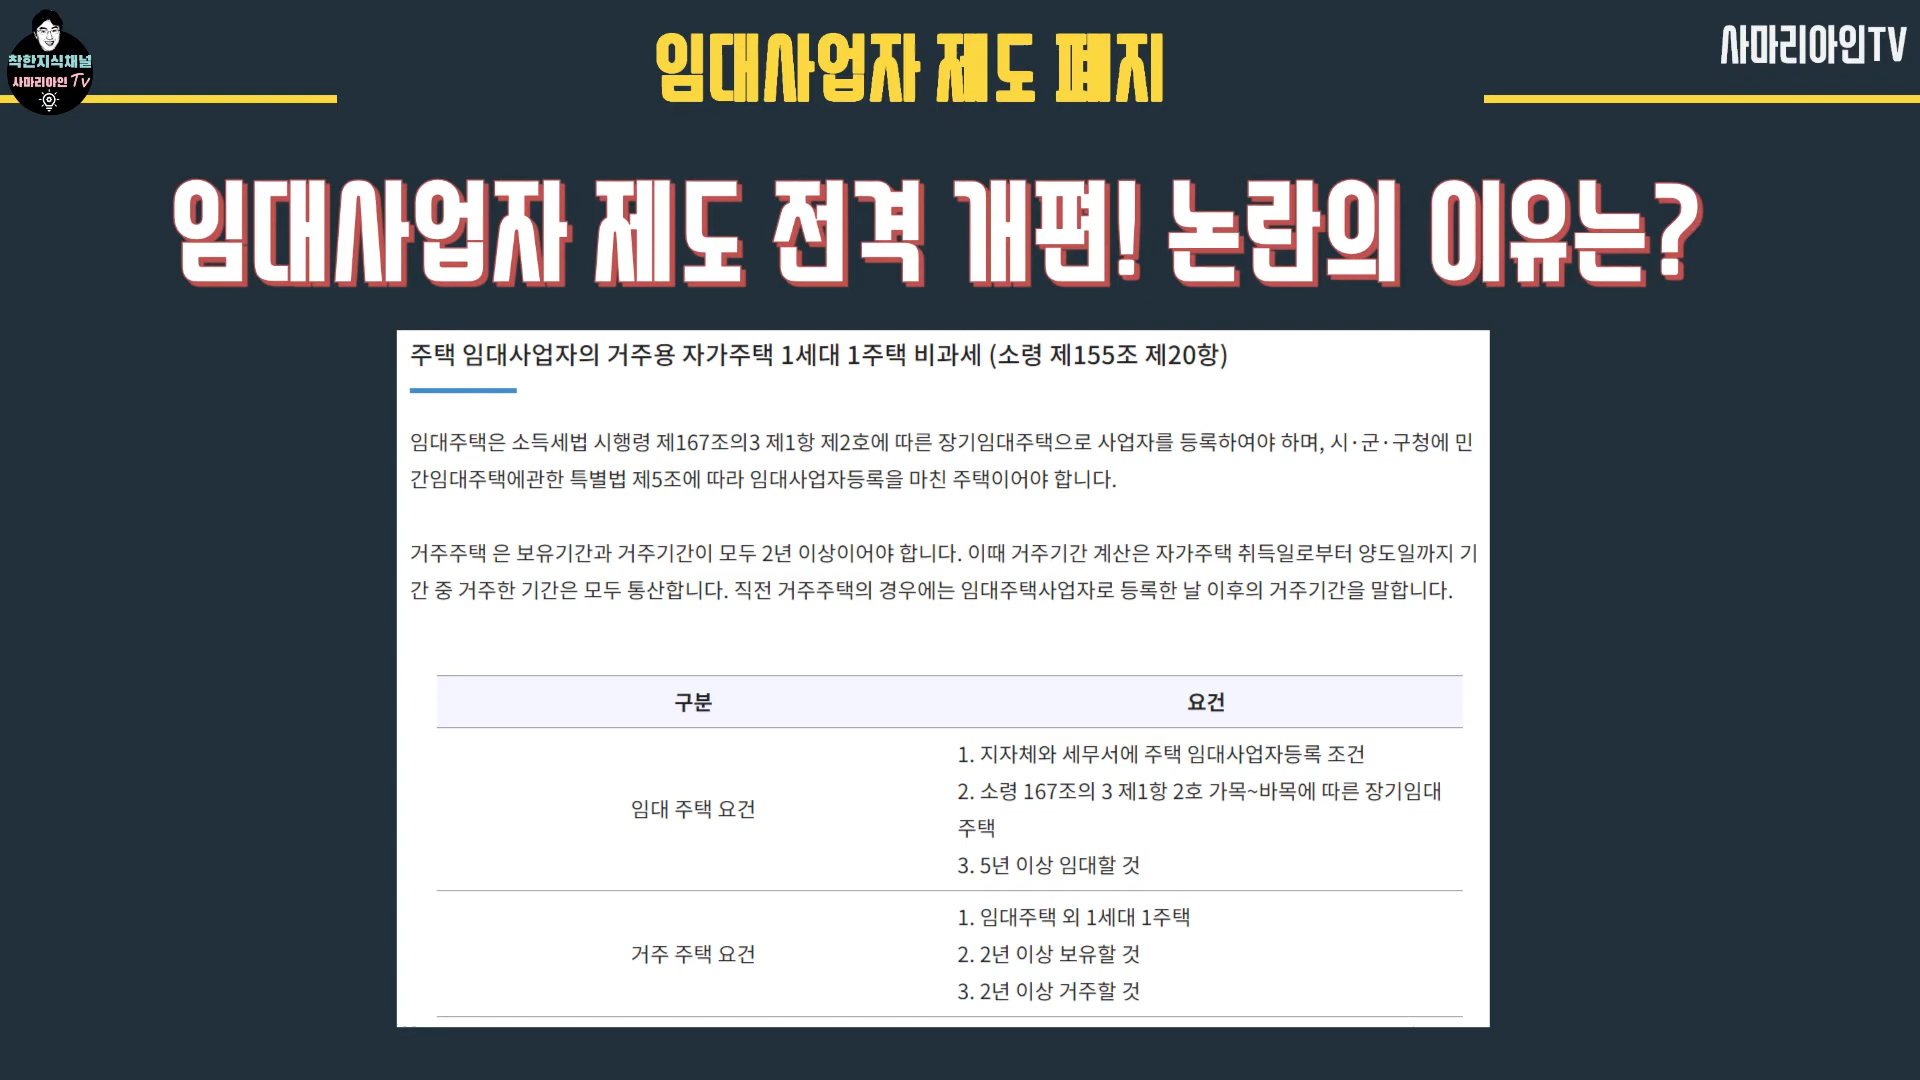 착한지식채널
사마리아인 TV
임대사업자 제도 폐지
사마리아인TV
임대사업자 제도 전격 개편! 논란의 이유는?
주택 임대사업자의 거주용 자가주택 1세대 1주택 비과세 (소령 제155조 제20항)
임대주택은 소득세법 시행령 제167조의3 제1항 제2호에 따른 장기임대주택으로 사업자를 등록하여야 하며, 시·군·구청에 민
간임대주택에관한 특별법 제5조에 따라 임대사업자등록을 마친 주택이어야 합니다.
거주주택 은 보유기간과 거주기간이 모두 2년 이상이어야 합니다. 이때 거주기간 계산은 자가주택 취득일로부터 양도일까지 기
간 중 거주한 기간은 모두 통산합니다. 직전 거주주택의 경우에는 임대주택사업자로 등록한 날 이후의 거주기간을 말합니다.
구분 요건
임대 주택 요건
1. 지자체와 세무서에 주택 임대사업자등록 조건
2. 소령 167조의 3 제1항 2호 가목~바목에 따른 장기임대
주택
3. 5년 이상 임대할 것
거주 주택 요건
1. 임대주택 외 1세대 1주택
2. 2년 이상 보유할 것
3. 2년 이상 거주할 것